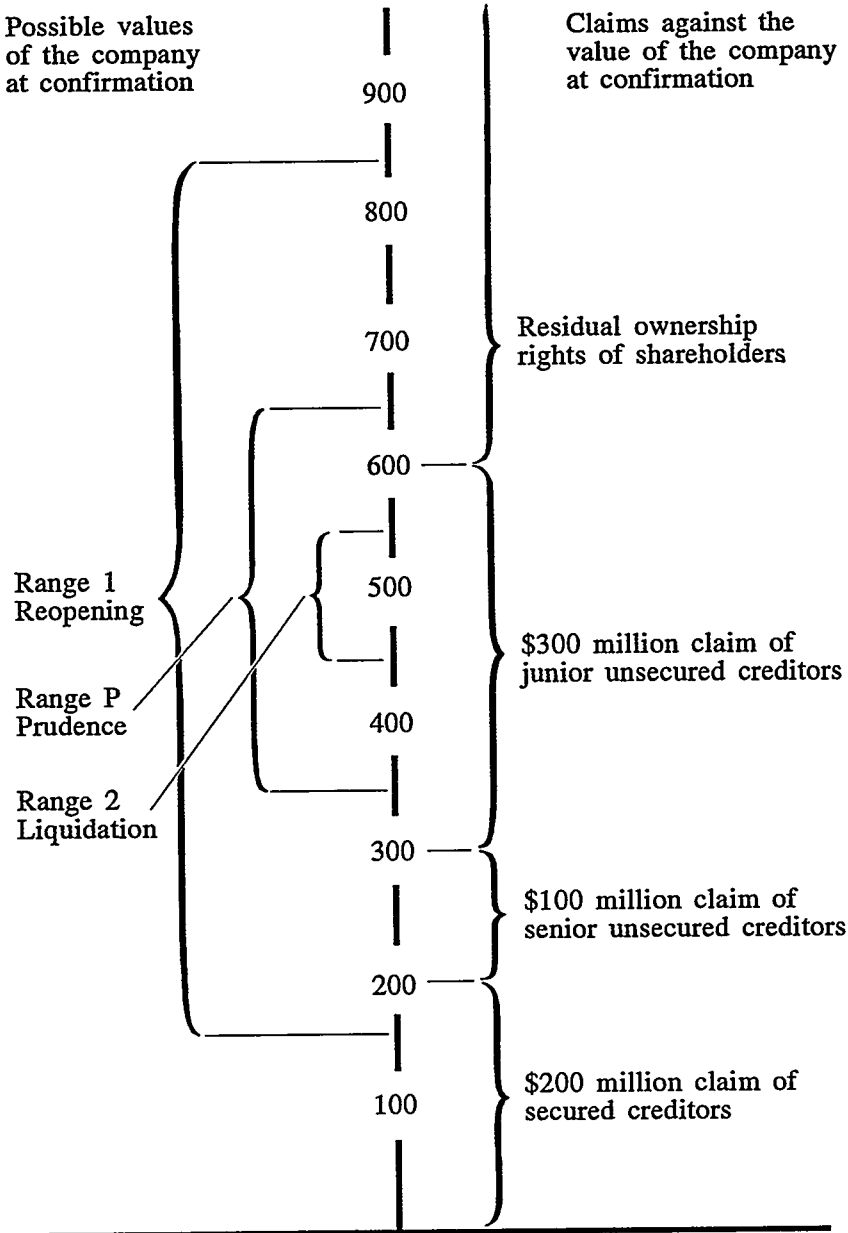 Possible values
of the company
at confirmation
Claims against the
value of the company
at confirmation
900
800
700
Residual ownership
rights of shareholders
600
500
Range 1
Reopening
$300 million claim of
junior unsecured creditors
Range P
Prudence
400
Range 2
Liquidation
300
$100 million claim of
senior unsecured creditors
200
$200 million claim of
secured creditors
100